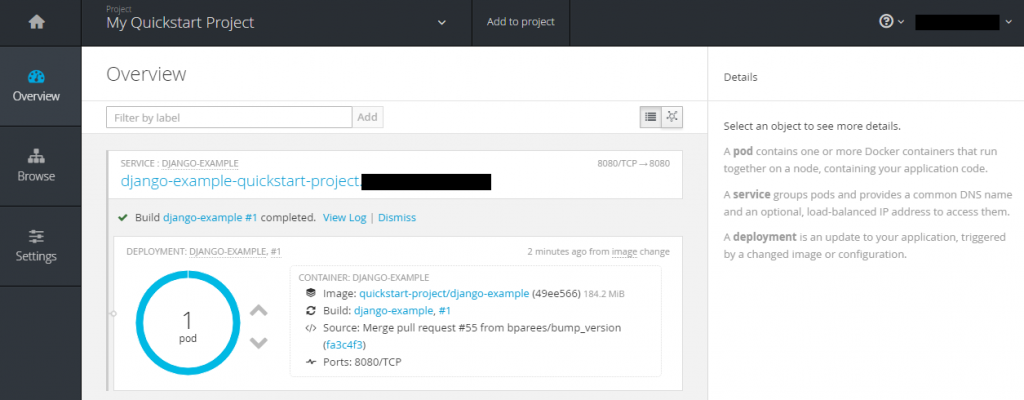 Project
My Quickstart Project
Add to project
Overview
Browse
Settings
Overview
Filter by label
Add
SERVICE : DJANGO-EXAMPLE
8080/TCP → 8080
django-example-quickstart-project.
Build django-example #1 completed. View Log | Dismiss
DEPLOYMENT: DJANGO-EXAMPLE, #1
2 minutes ago from image change
1
pod
CONTAINER: DJANGO-EXAMPLE
Image: quickstart-project/django-example (49ee566) 184.2 MiB
Build: django-example, #1
Source: Merge pull request #55 from bparees/bump_version
(fa3c4f3)
Ports: 8080/TCP
Details
Select an object to see more details.
A pod contains one or more Docker containers that run
together on a node, containing your application code.
A service groups pods and provides a common DNS name
and an optional, load-balanced IP address to access them.
A deployment is an update to your application, triggered
by a changed image or configuration.